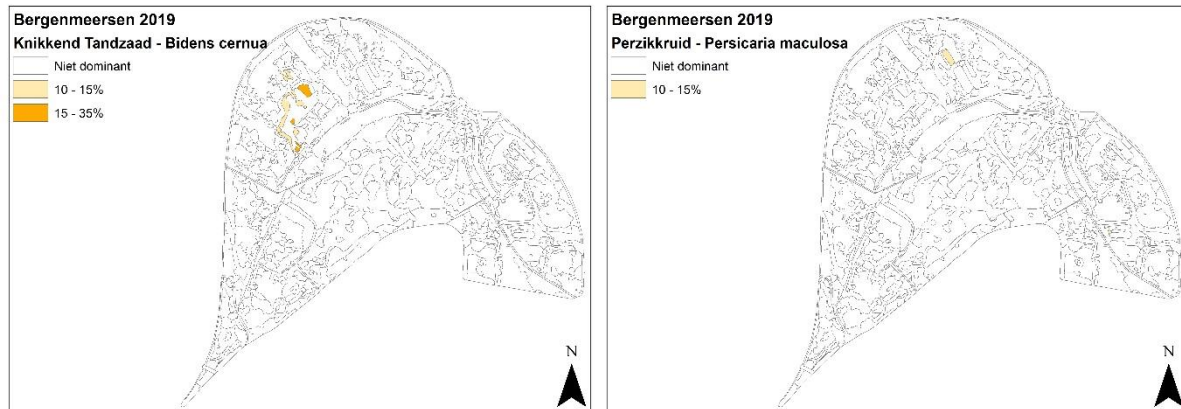 Bergenmeersen 2019
Knikkend Tandzaad - Bidens cernua
Niet dominant
10 - 15%
15 - 35%
N
Bergenmeersen 2019
Perzikkruid - Persicaria maculosa
Niet dominant
10 - 15%
N